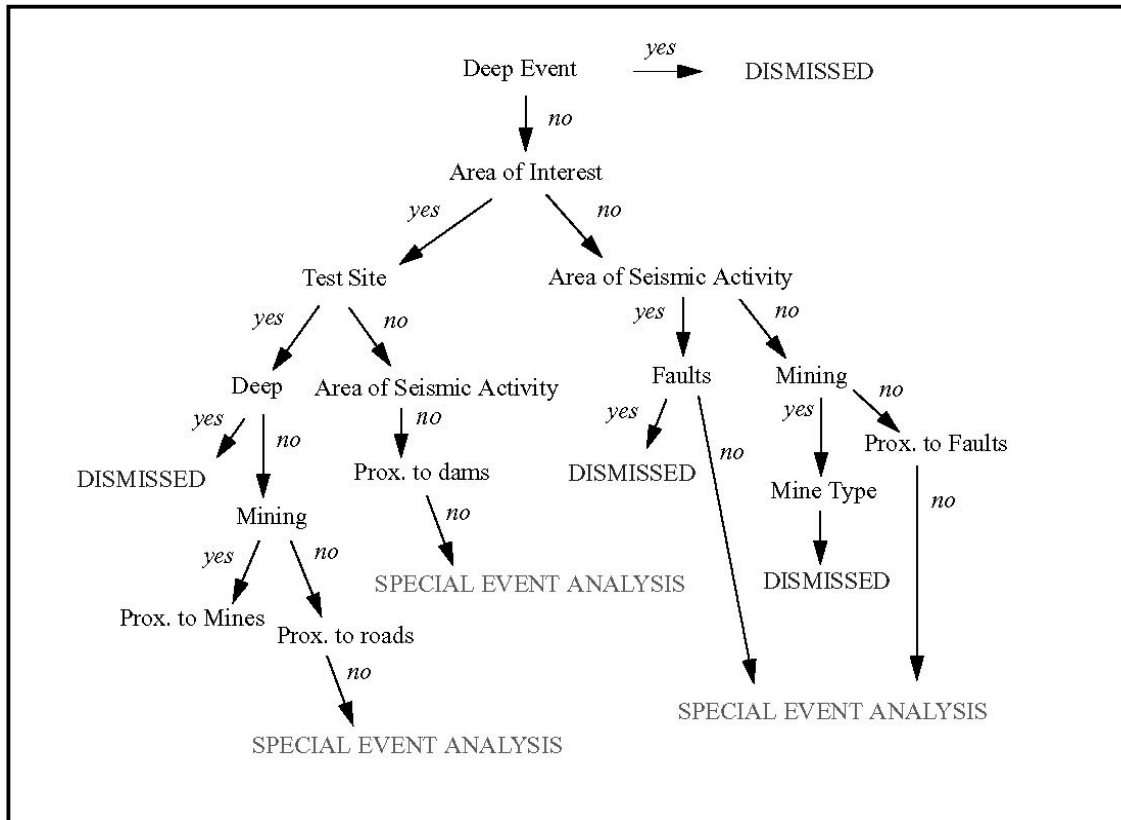 yes
Deep Event
DISMISSED
no
Area of Interest
yes
no
Test Site
Area of Seismic Activity
yes
no
yes
no
Deep
Area of Seismic Activity
Faults
Mining
yes
no
no
yes
yes
no
DISMISSED
Prox. to dams
DISMISSED
no
Prox. to Faults
Mining
no
Mine Type
no
yes
no
SPECIAL EVENT ANALYSIS
DISMISSED
Prox. to Mines
Prox. to roads
no
SPECIAL EVENT ANALYSIS
SPECIAL EVENT ANALYSIS